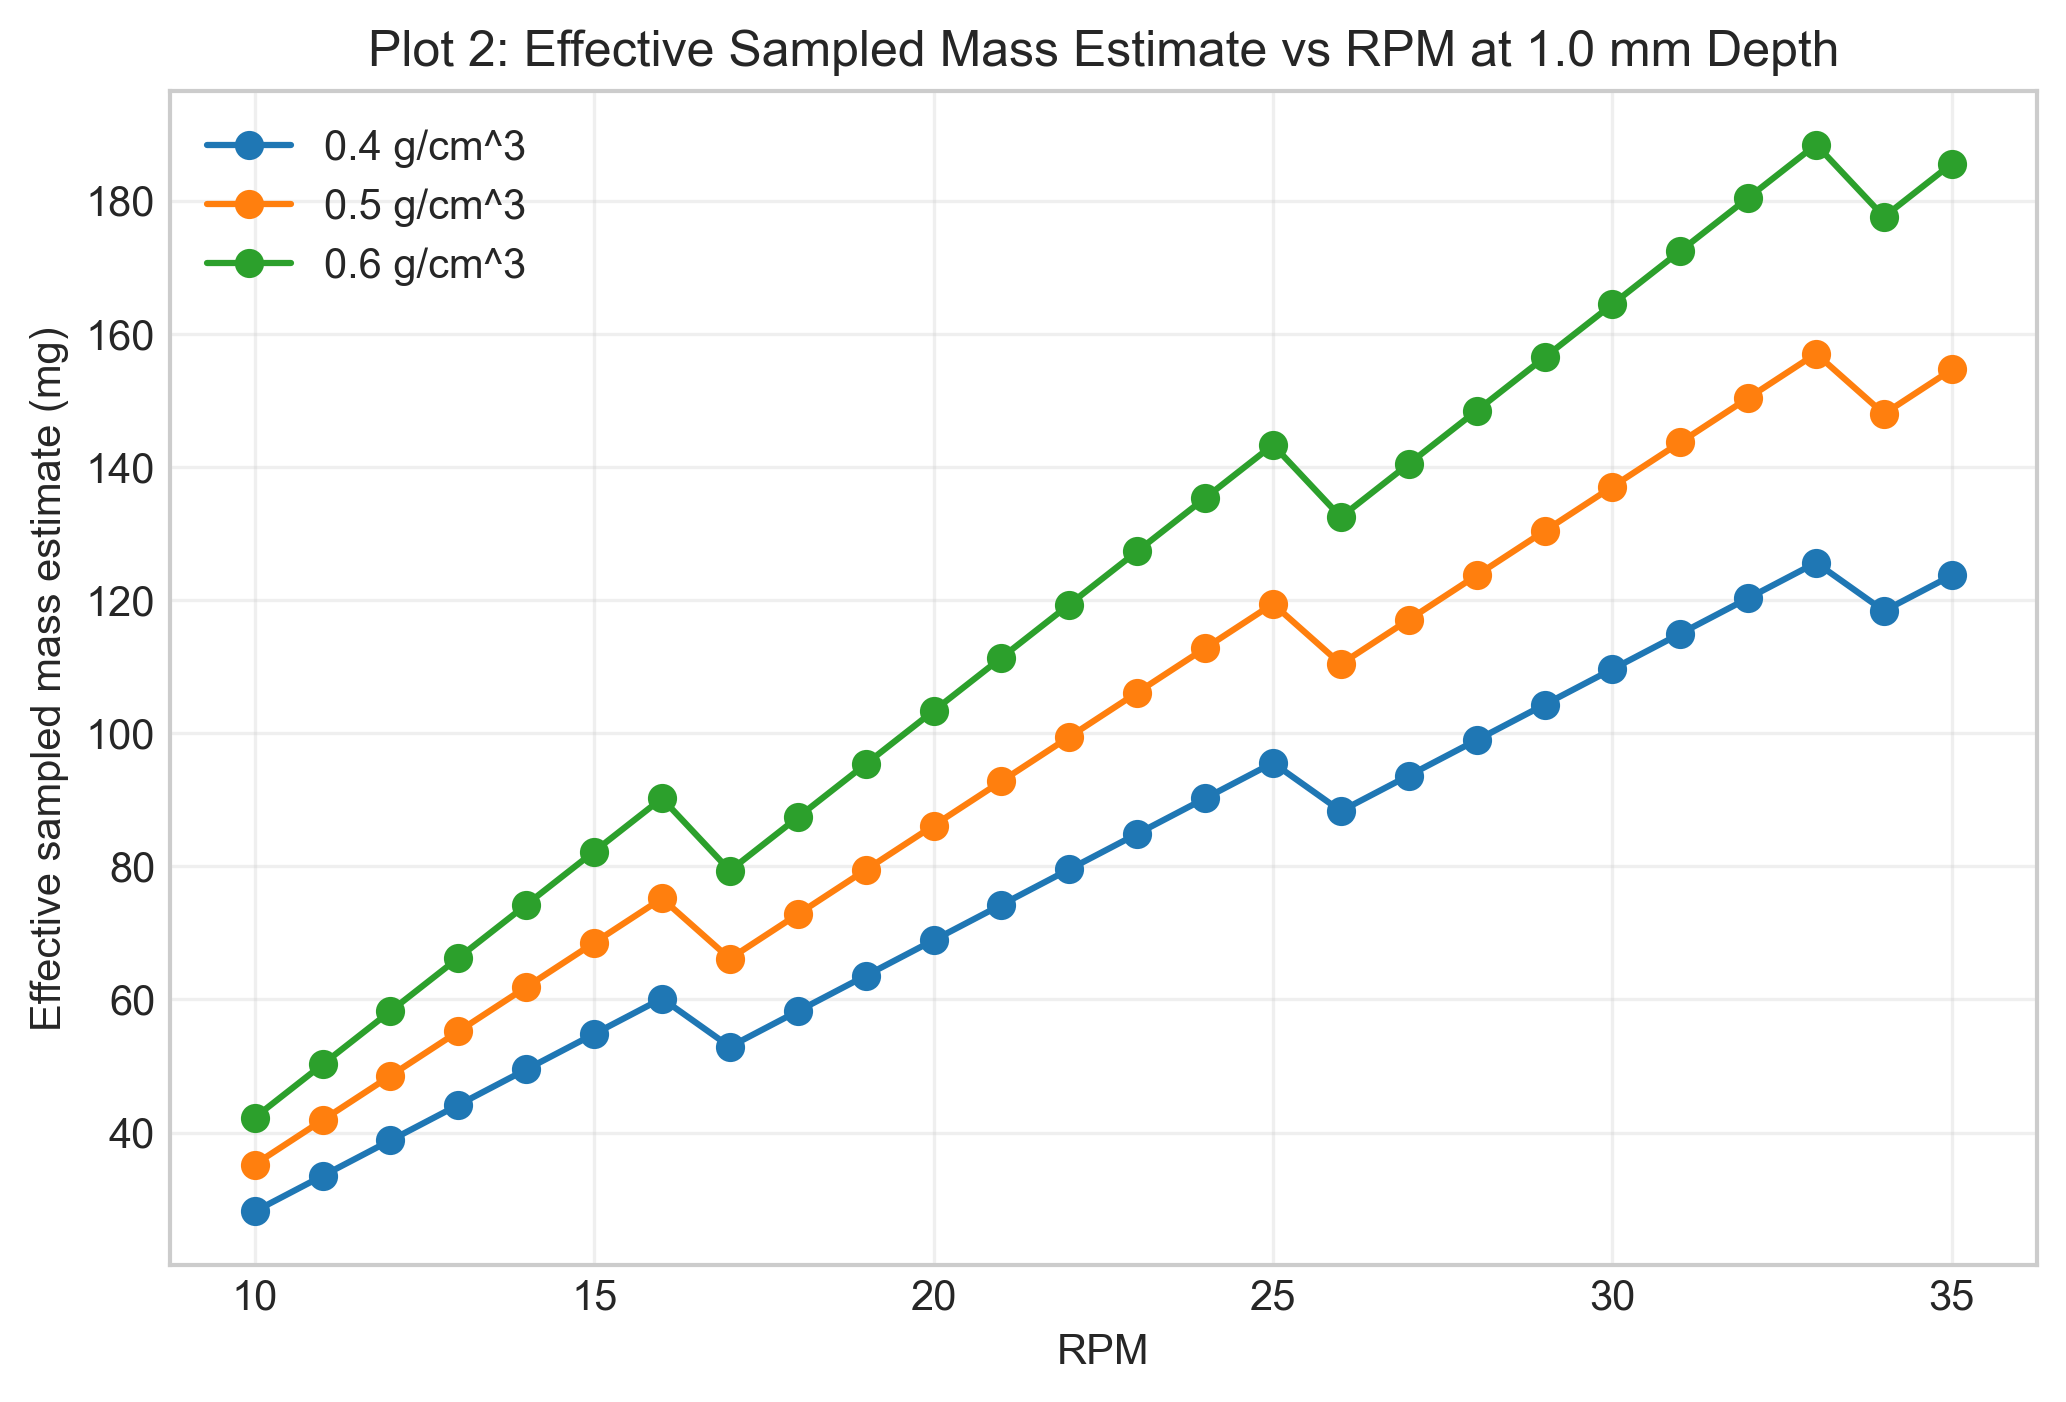 Plot 2: Effective Sampled Mass Estimate vs RPM at 1.0 mm Depth
0.4 g/cm^3
0.5 g/cm^3
0.6 g/cm^3
Effective sampled mass estimate (mg)
180
160
140
120
100
80
60
40
10 15 20 25 30 35
RPM